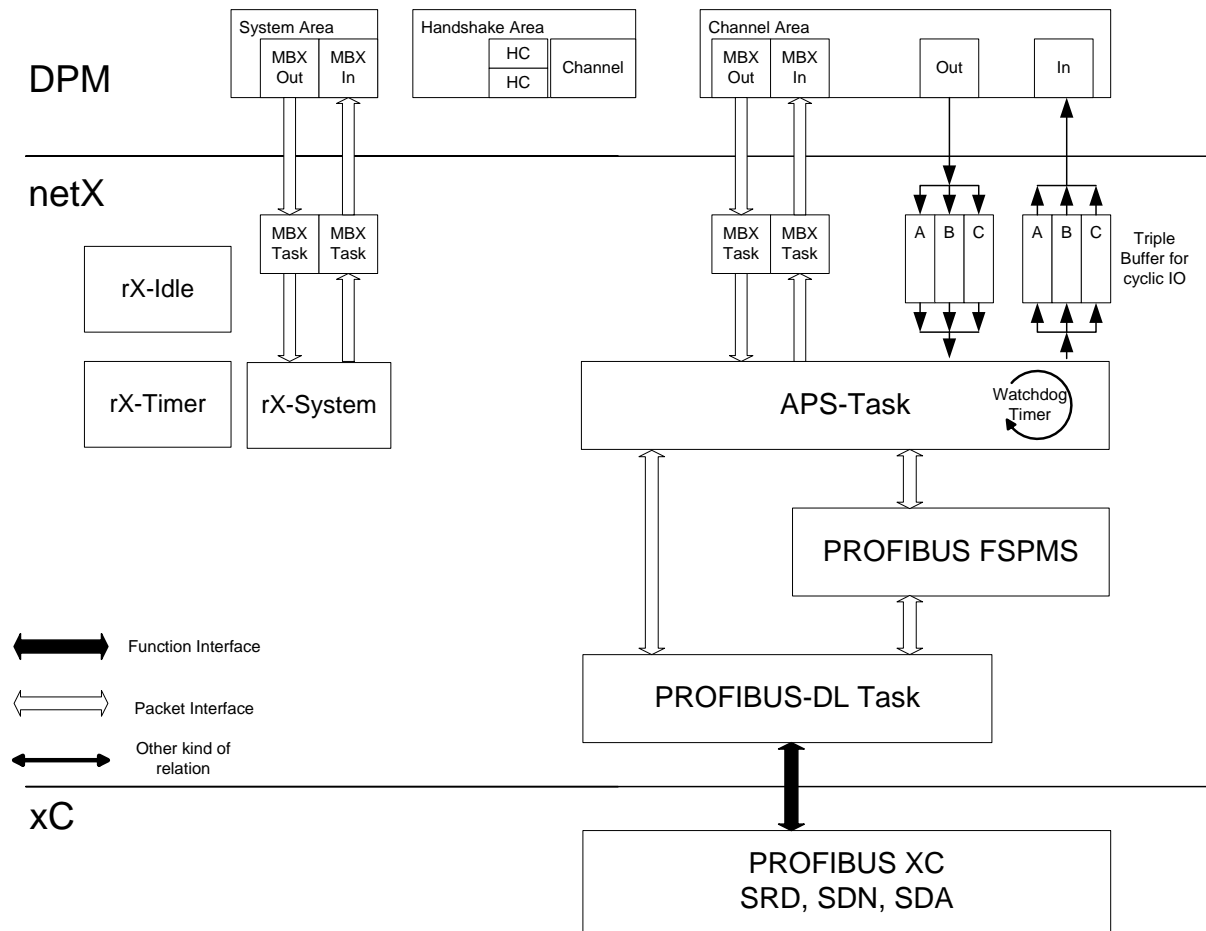 System Area
Handshake Area
Channel Area
MBX
Out
MBX
In
HC
HC
Channel
MBX
Out
MBX
In
Out
In
DPM
netX
MBX
Task
MBX
Task
MBX
Task
MBX
Task
A
B
C
A
B
C
Triple
Buffer for
cyclic IO
rX-Idle
rX-Timer
rX-System
APS-Task
Watchdog
Timer
PROFIBUS FSPMS
Function Interface
Packet Interface
Other kind of
relation
PROFIBUS-DL Task
xC
PROFIBUS XC
SRD, SDN, SDA